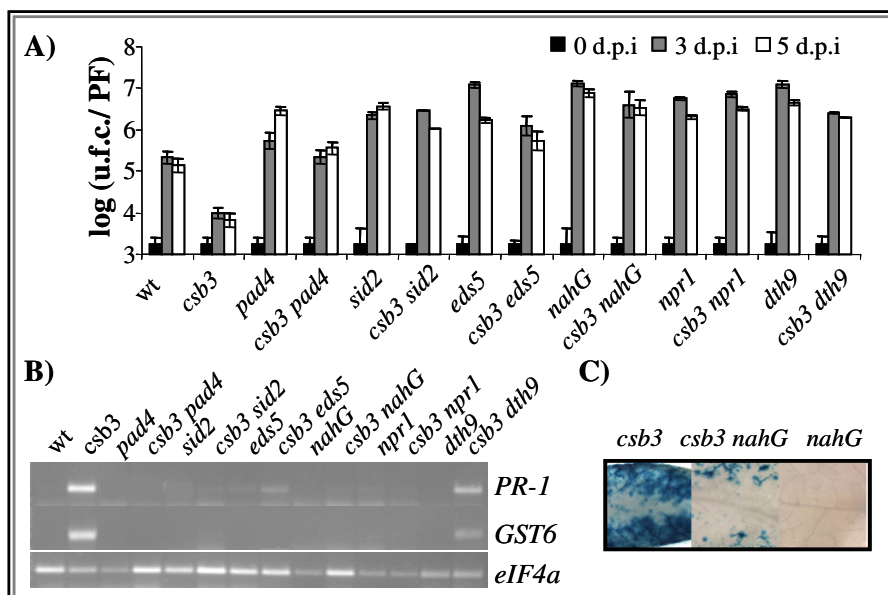 A)
log (u.f.c./ PF)
8
7
6
5
4
3
0 d.p.i 3 d.p.i 5 d.p.i
wt
csb3
pad4
csb3 pad4
sid2
csb3 sid2
eds5
csb3 eds5
nahG
csb3 nahG
npr1
csb3 npr1
dth9
csb3 dth9
B)
wt
csb3
pad4
csb3 pad4
sid2
csb3 sid2
eds5
csb3 eds5
nahG
csb3 nahG
npr1
csb3 npr1
dth9
csb3 dth9
PR-1
GST6
eIF4a
C)
csb3 csb3 nahG nahG